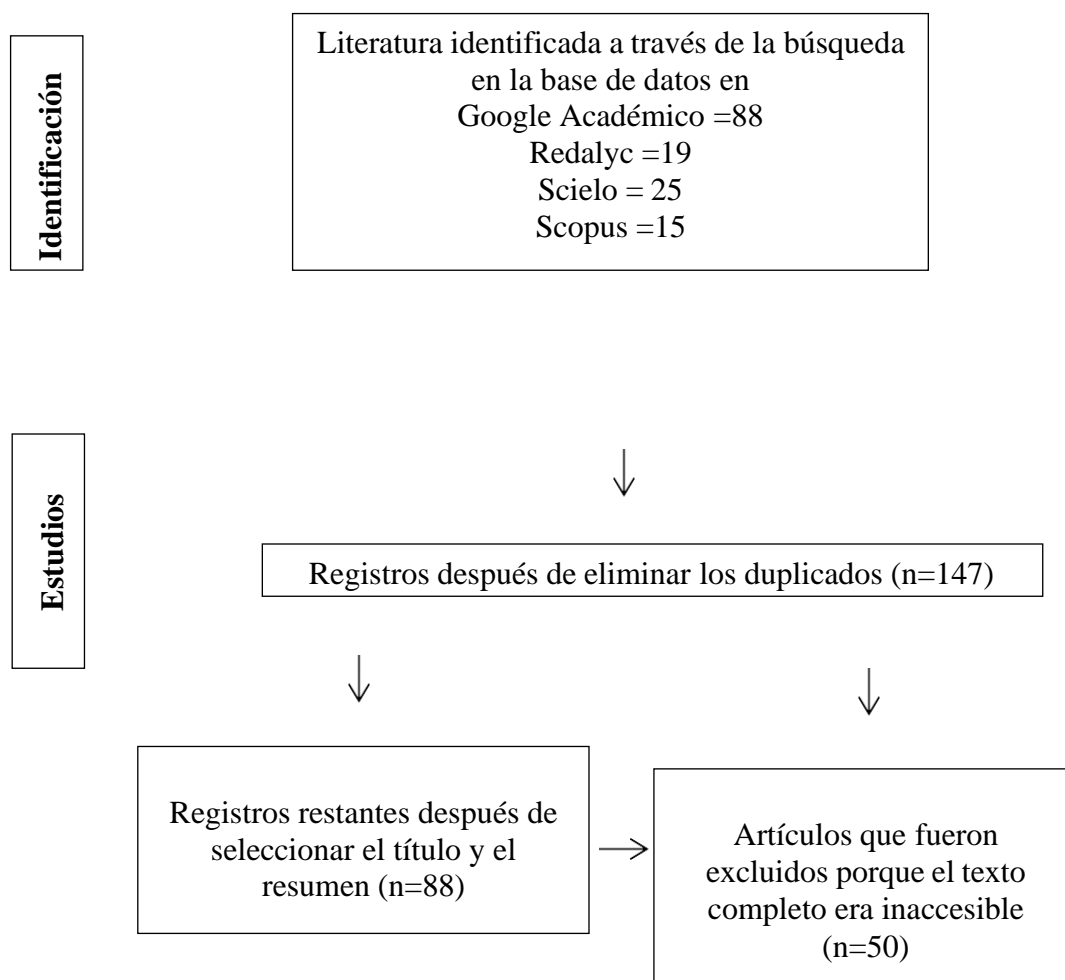 Identificación
Literatura identificada a través de la búsqueda
en la base de datos en
Google Académico =88
Redalyc =19
Scielo = 25
Scopus =15
Estudios
Registros después de eliminar los duplicados (n=147)
Registros restantes después de
seleccionar el título y el
resumen (n=88)
Artículos que fueron
excluidos porque el texto
completo era inaccesible
(n=50)